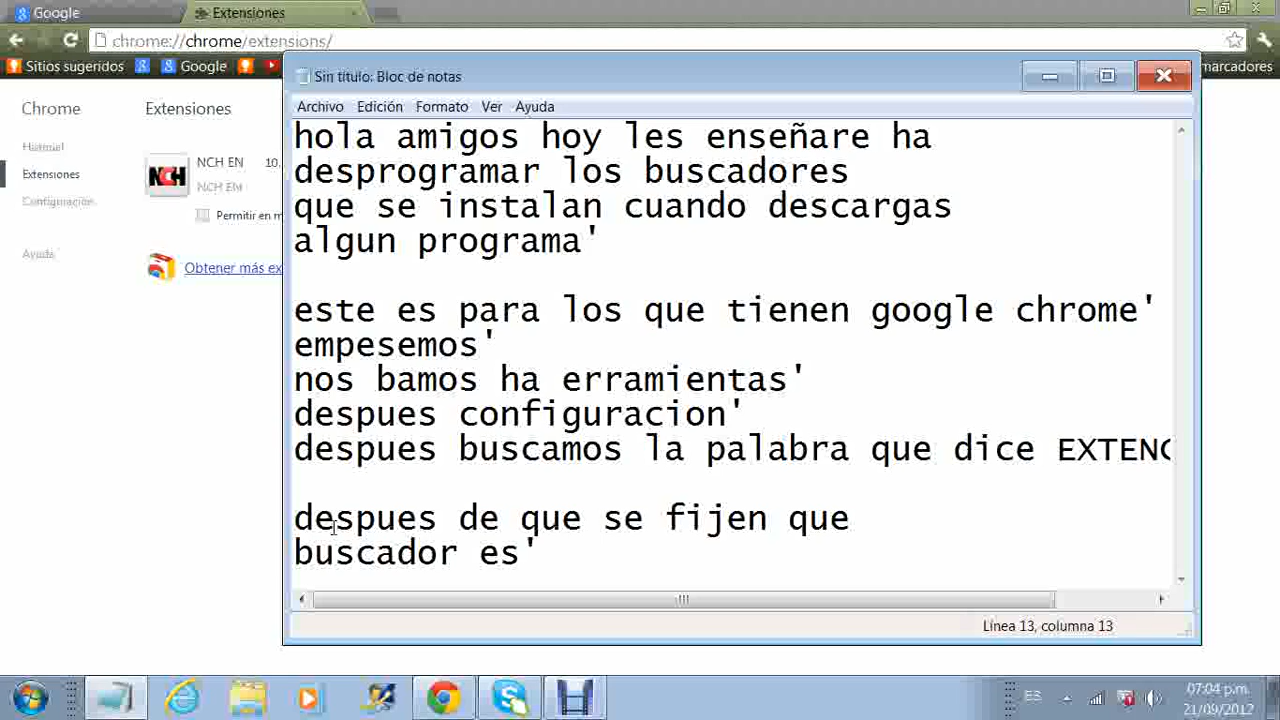 Google
Extensiones
chrome://chrome/extensions/
Sitios sugeridos
Google
marcadores
Chrome
Historial
Extensiones
Configuración
Ayuda
Extensiones
NCH EN 10.
NCH EN
Permitir en m
Obtener más ex
Sin título: Bloc de notas
Archivo Edición Formato Ver Ayuda
hola amigos hoy les enseñare ha
desprogramar los buscadores
que se instalan cuando descargas
algun programa'
este es para los que tienen google chrome'
empesemos'
nos bamos ha erramientas'
despues configuracion'
despues buscamos la palabra que dice EXTENC
despues de que se fijen que
buscador es'
Línea 13, columna 13
NCH
ES
07:04 p.m.
21/09/2012